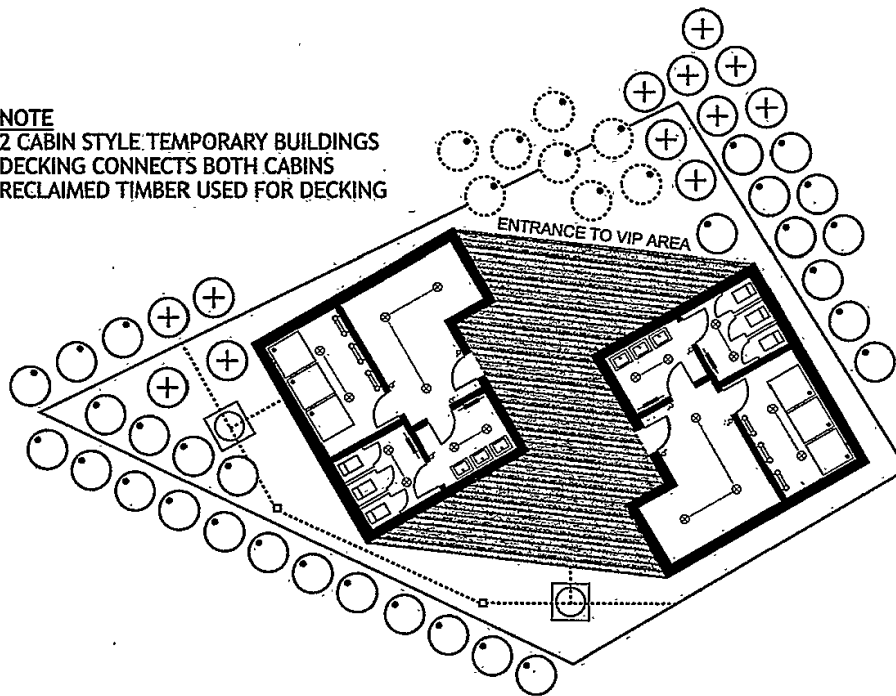 NOTE
2 CABIN STYLE TEMPORARY BUILDINGS
DECKING CONNECTS BOTH CABINS
RECLAIMED TIMBER USED FOR DECKING
ENTRANCE TO VIP AREA